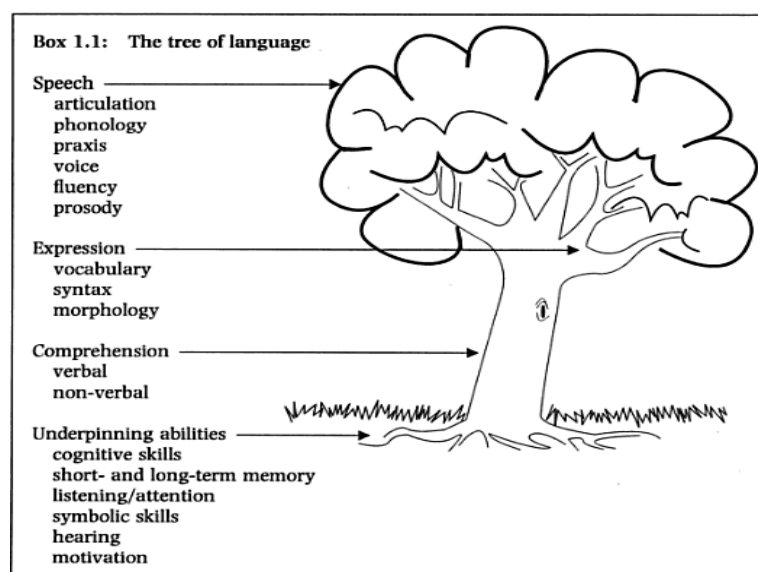 Box 1.1: The tree of language
Speech
articulation
phonology
praxis
voice
fluency
prosody
Expression
vocabulary
syntax
morphology
Comprehension
verbal
non-verbal
Underpinning abilities
cognitive skills
short- and long-term memory
listening/attention
symbolic skills
hearing
motivation